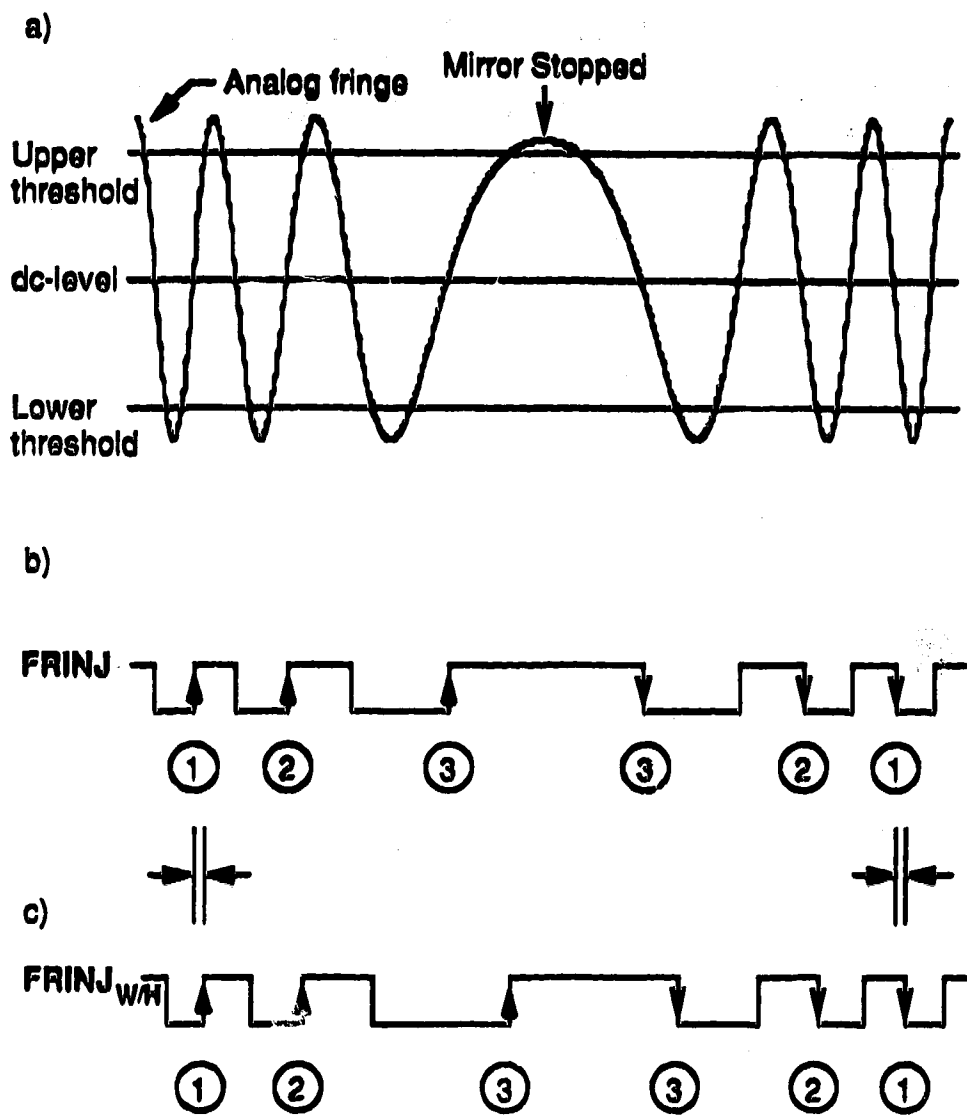 a)
Analog fringe
Mirror Stopped
Upper
threshold
dc-level
Lower
threshold
b)
FRINJ
1 2 3 3 2 1
c)
FRINJW/H
1 2 3 3 2 1